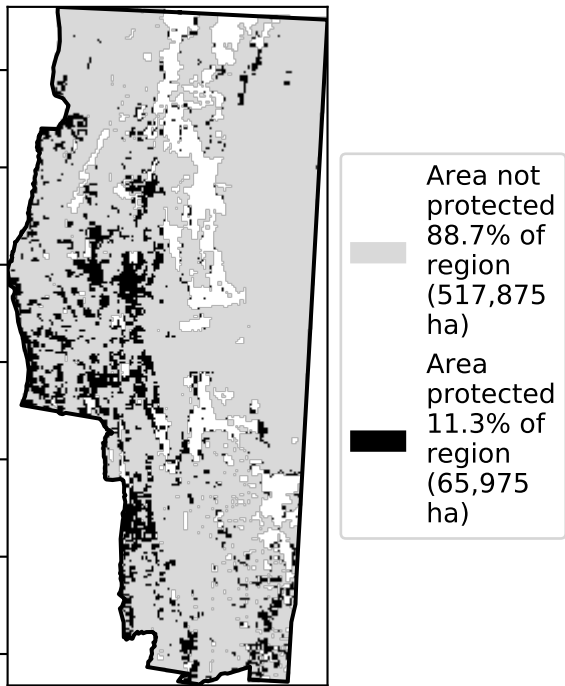 Area not
protected
88.7% of
region
(517,875
ha)
Area
protected
11.3% of
region
(65,975
ha)